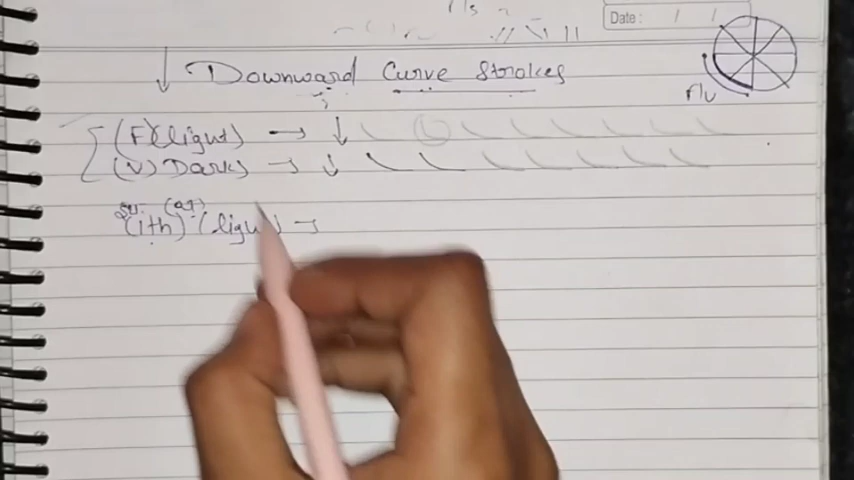 Date: / /
↓ Downward Curve Strokes
F/V
(F) (light) → ↓
(V) Dark → ↓
(ith) (light) →